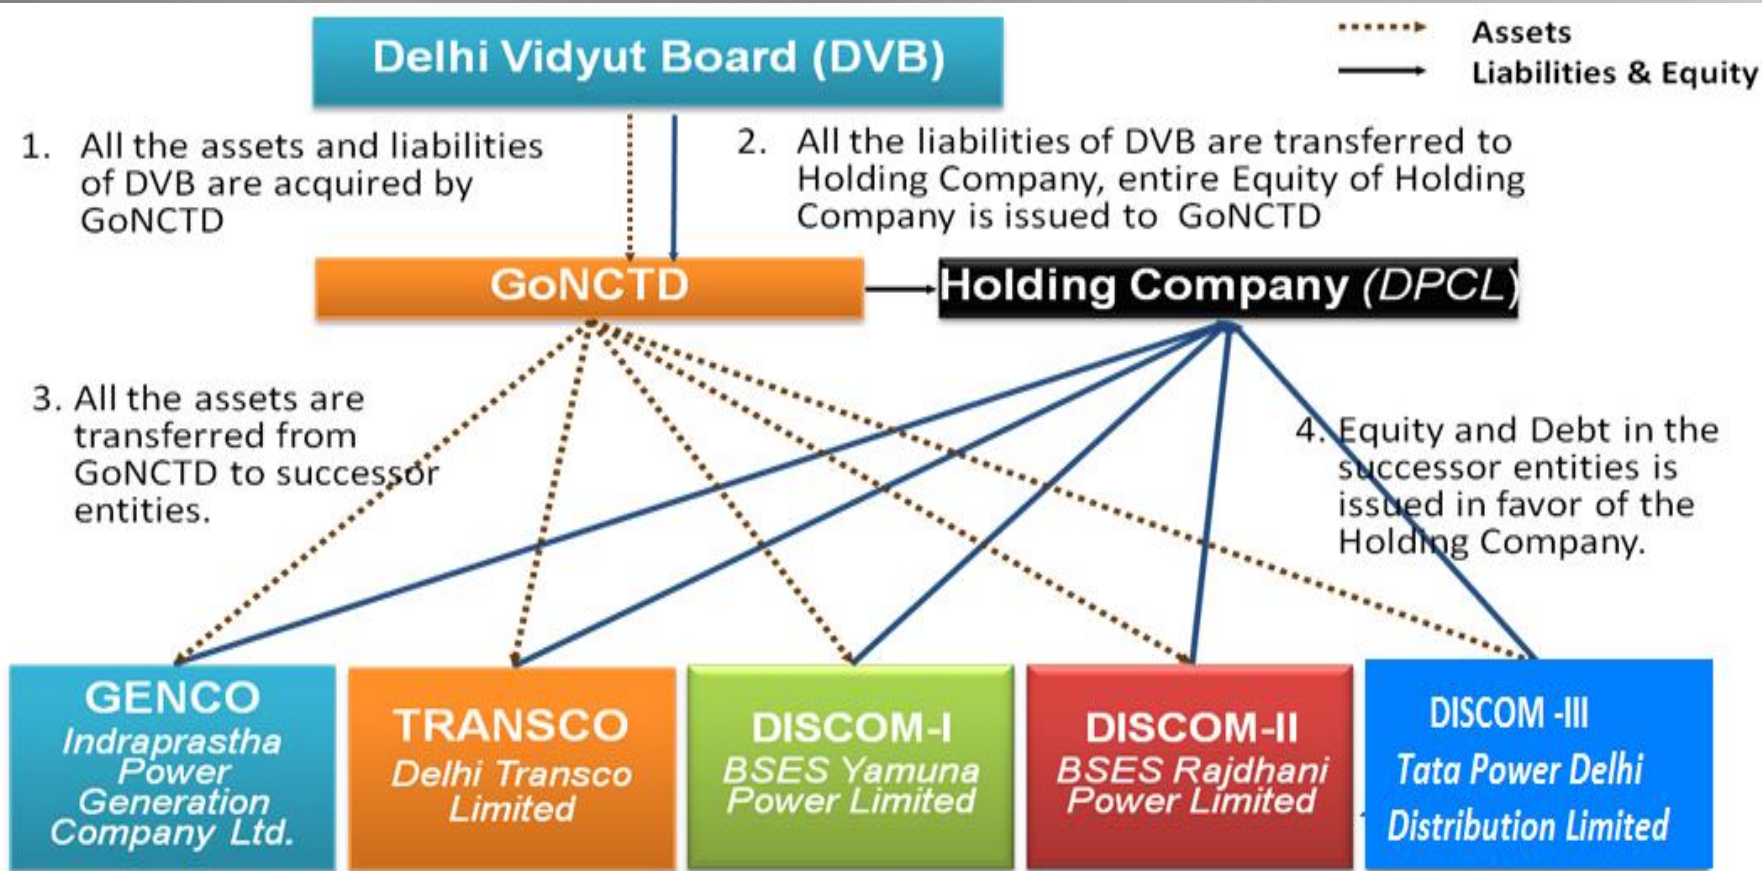 Delhi Vidyut Board (DVB)
Assets
Liabilities & Equity
1. All the assets and liabilities
of DVB are acquired by
GoNCTD
2. All the liabilities of DVB are transferred to
Holding Company, entire Equity of Holding
Company is issued to GoNCTD
GoNCTD
Holding Company (DPCL)
3. All the assets are
transferred from
GoNCTD to successor
entities.
4. Equity and Debt in the
successor entities is
issued in favor of the
Holding Company.
GENCO
Indraprastha
Power
Generation
Company Ltd.
TRANSCO
Delhi Transco
Limited
DISCOM-I
BSES Yamuna
Power Limited
DISCOM-II
BSES Rajdhani
Power Limited
DISCOM -III
Tata Power Delhi
Distribution Limited